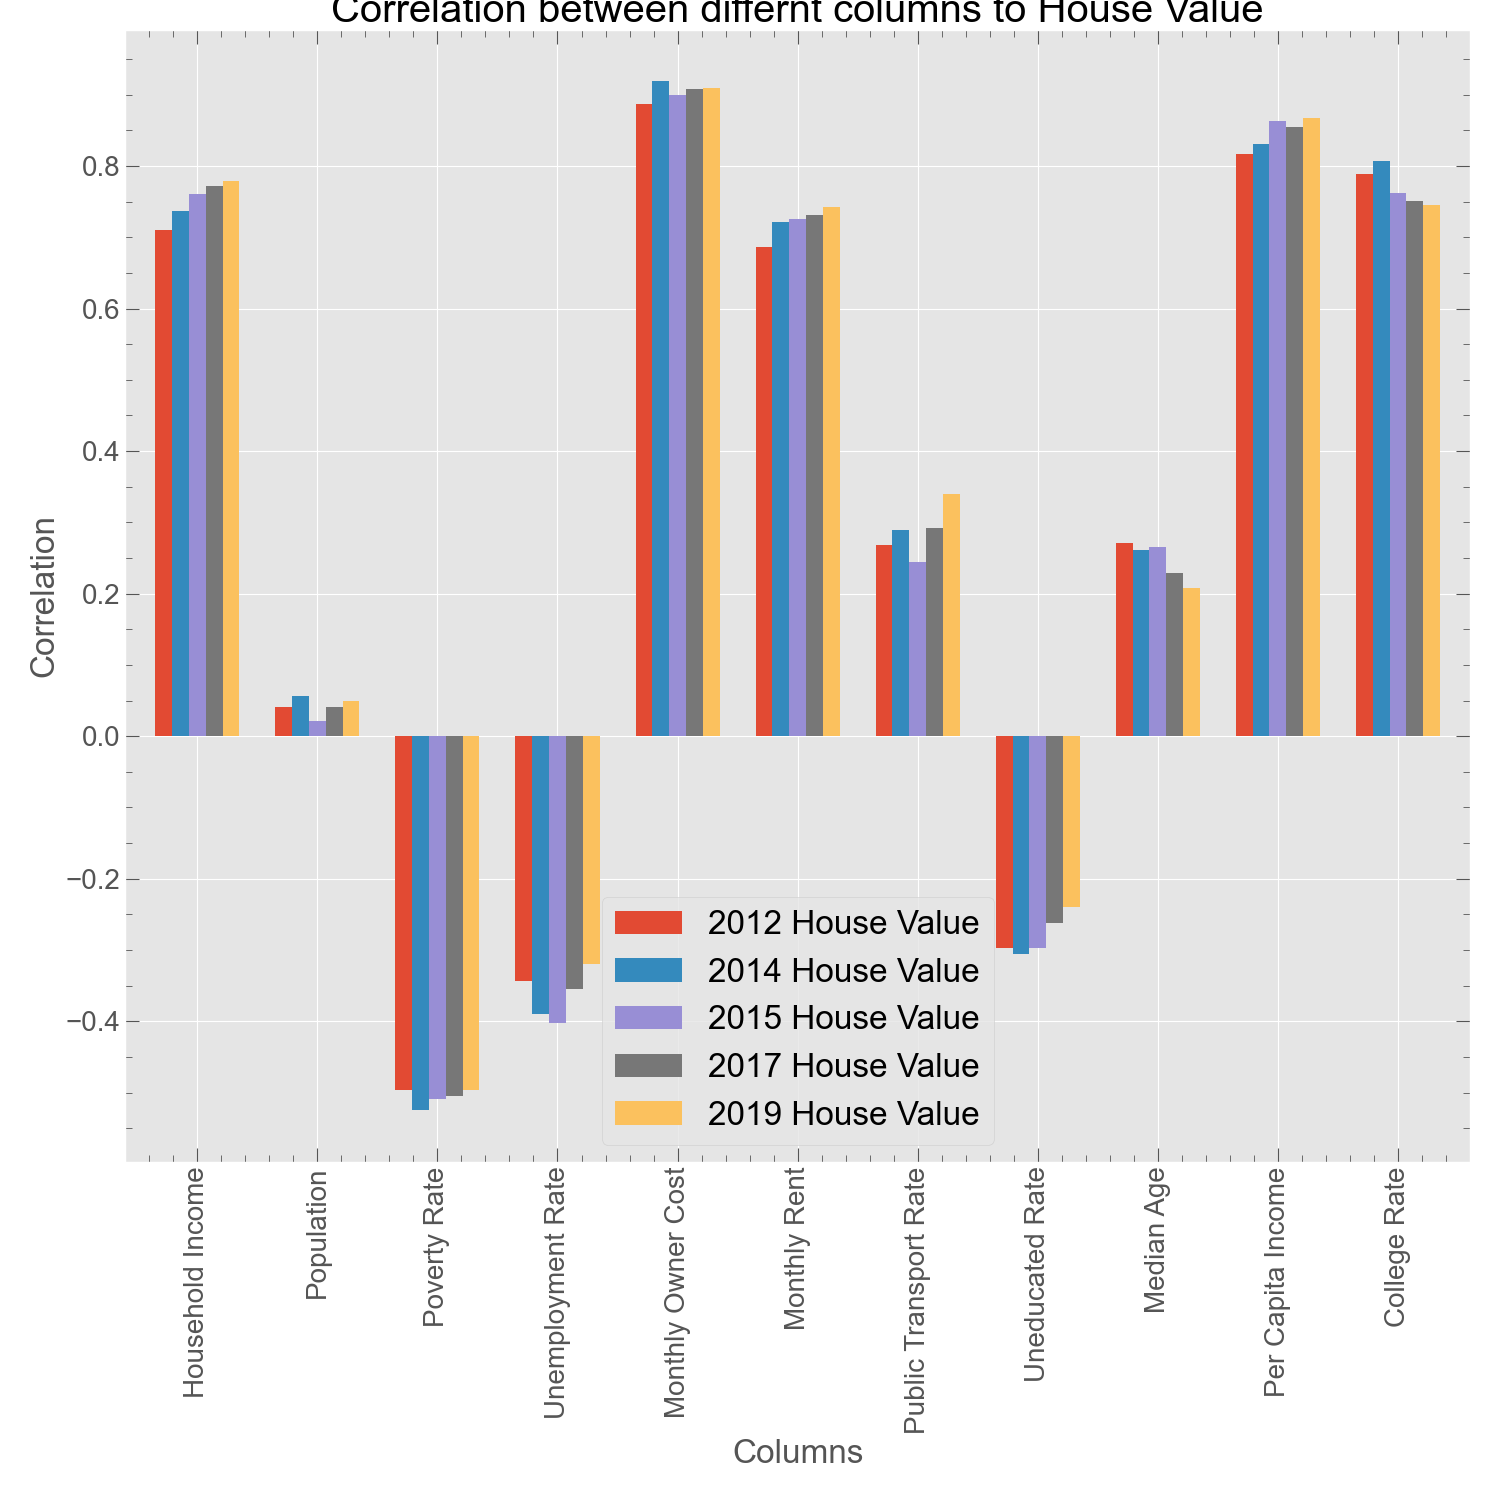 Correlation between differnt columns to House Value
Correlation
0.8
0.6
0.4
0.2
0.0
−0.2
−0.4
2012 House Value
2014 House Value
2015 House Value
2017 House Value
2019 House Value
Household Income
Population
Poverty Rate
Unemployment Rate
Monthly Owner Cost
Monthly Rent
Public Transport Rate
Uneducated Rate
Median Age
Per Capita Income
College Rate
Columns